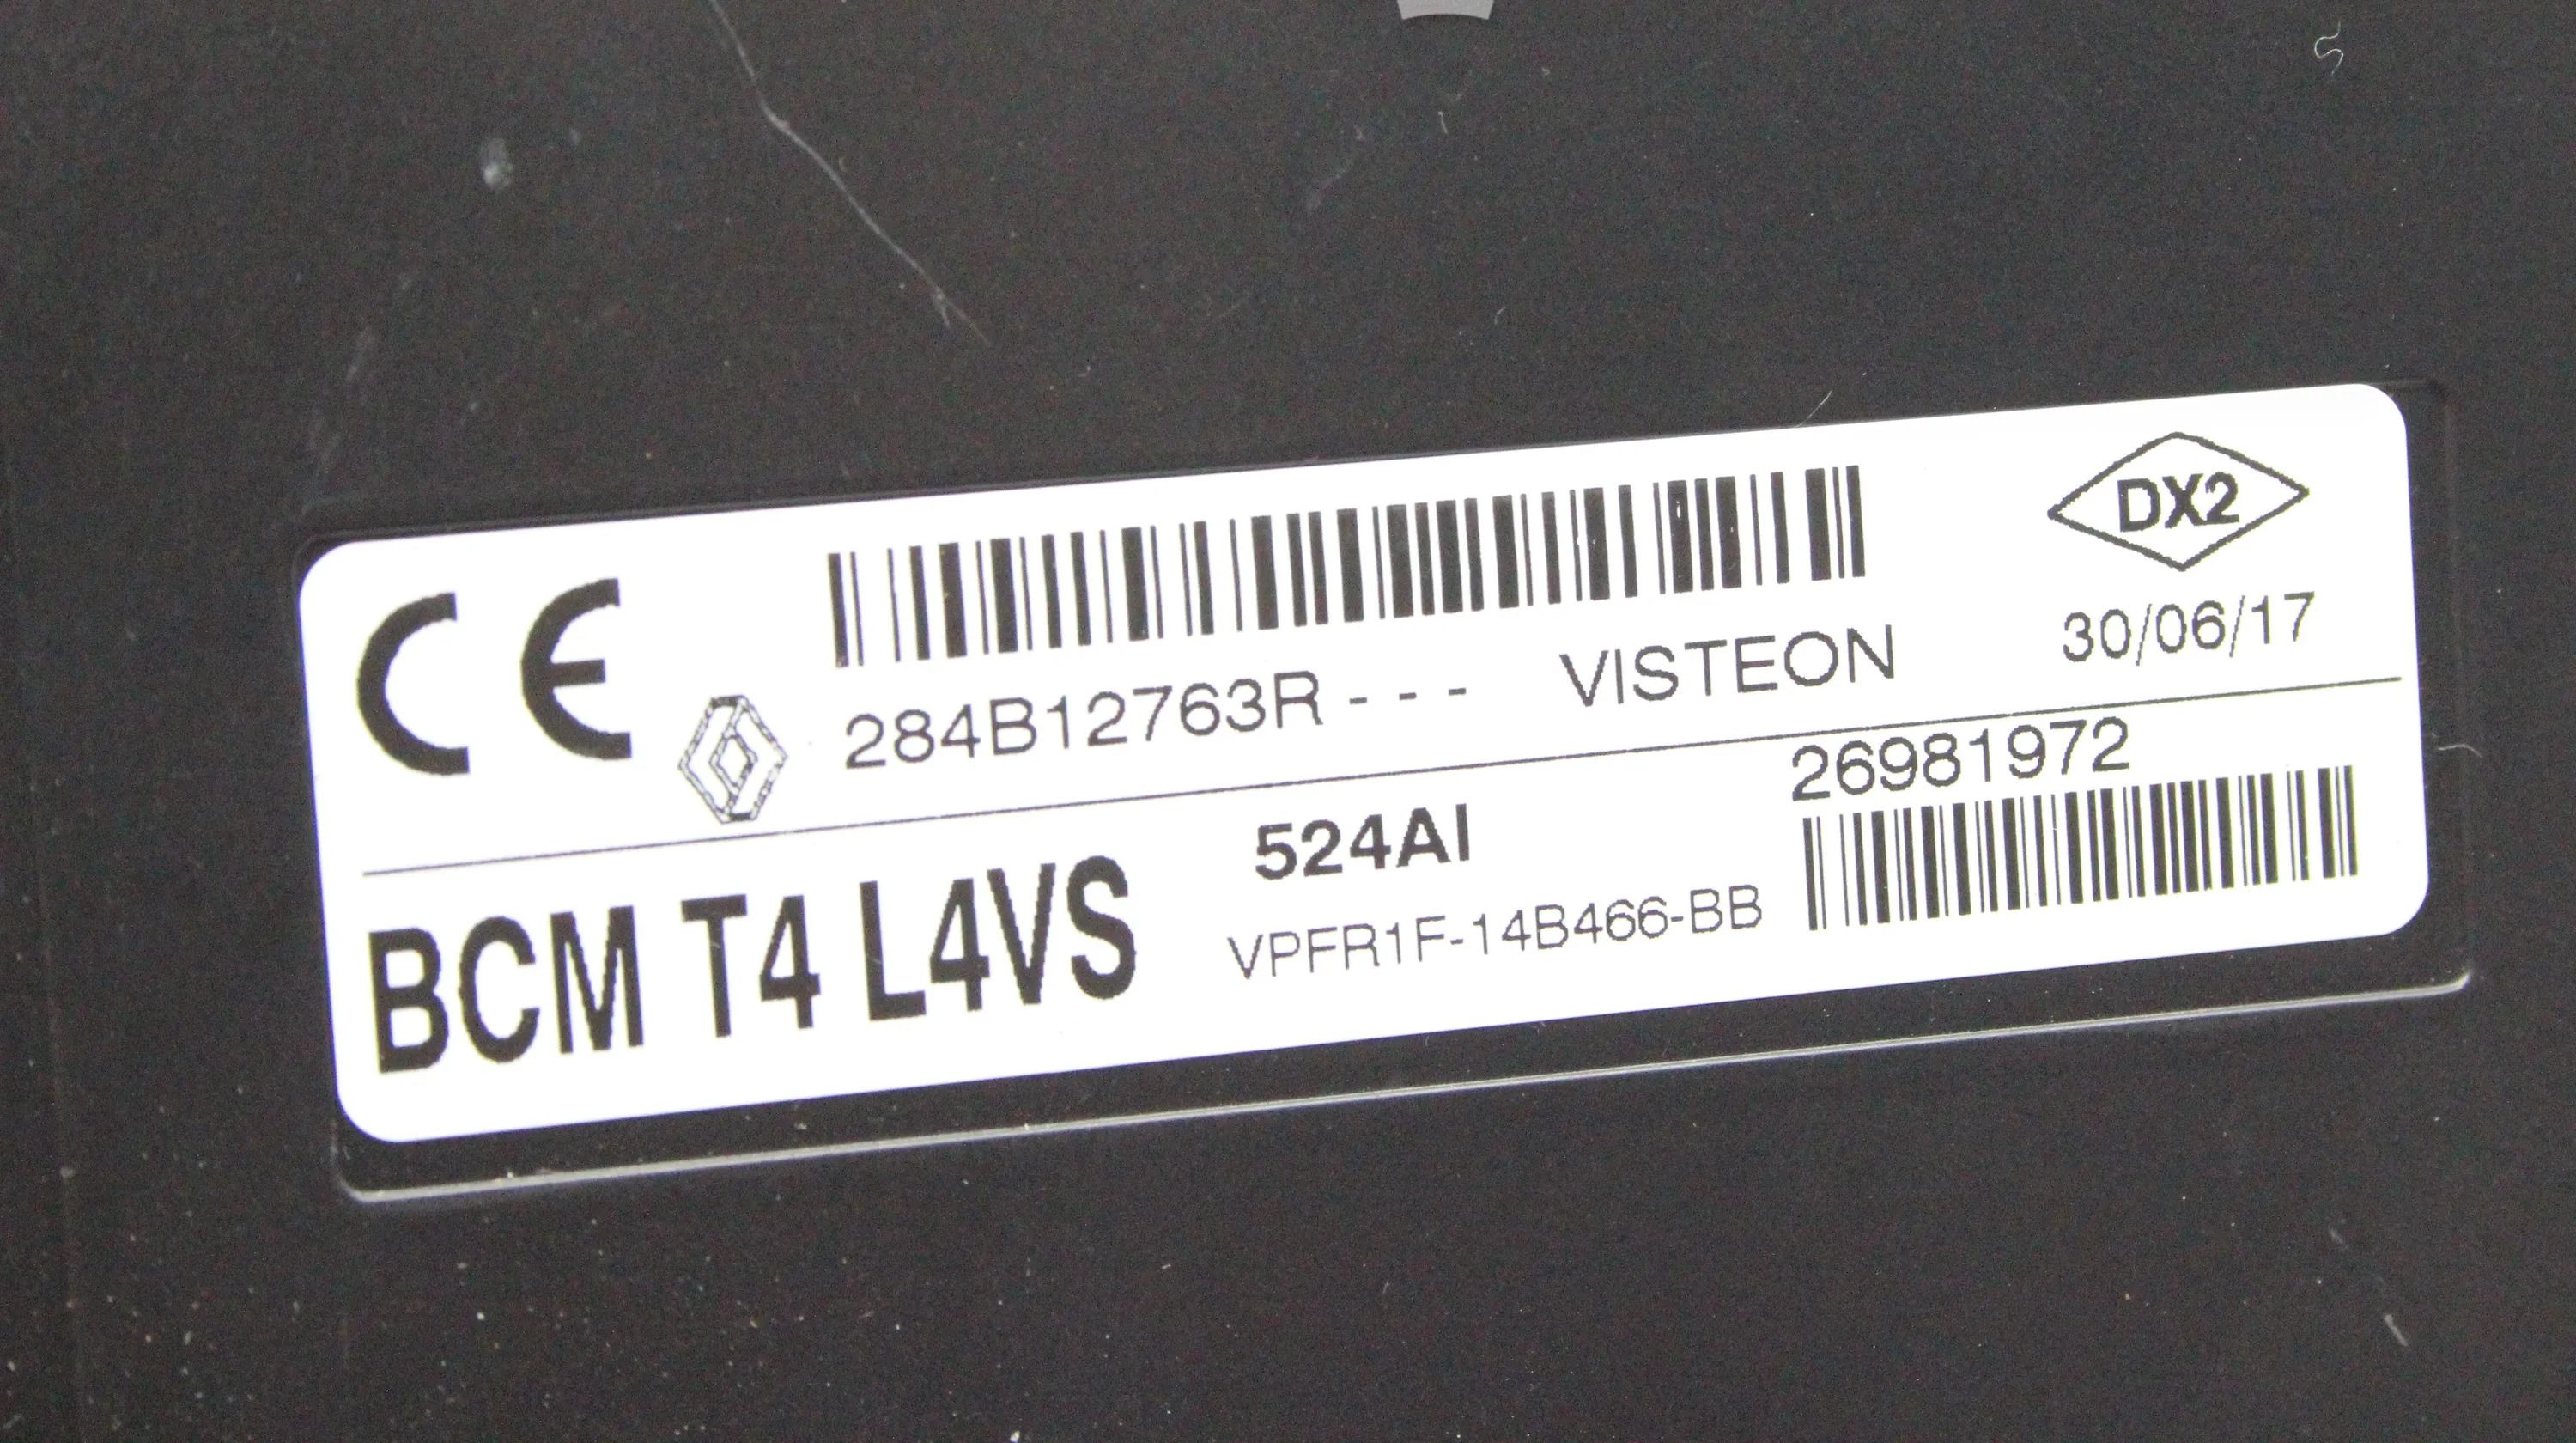 CE
DX2
284B12763R - - - VISTEON 30/06/17
26981972
524AI
BCM T4 L4VS
VPFR1F-14B466-BB